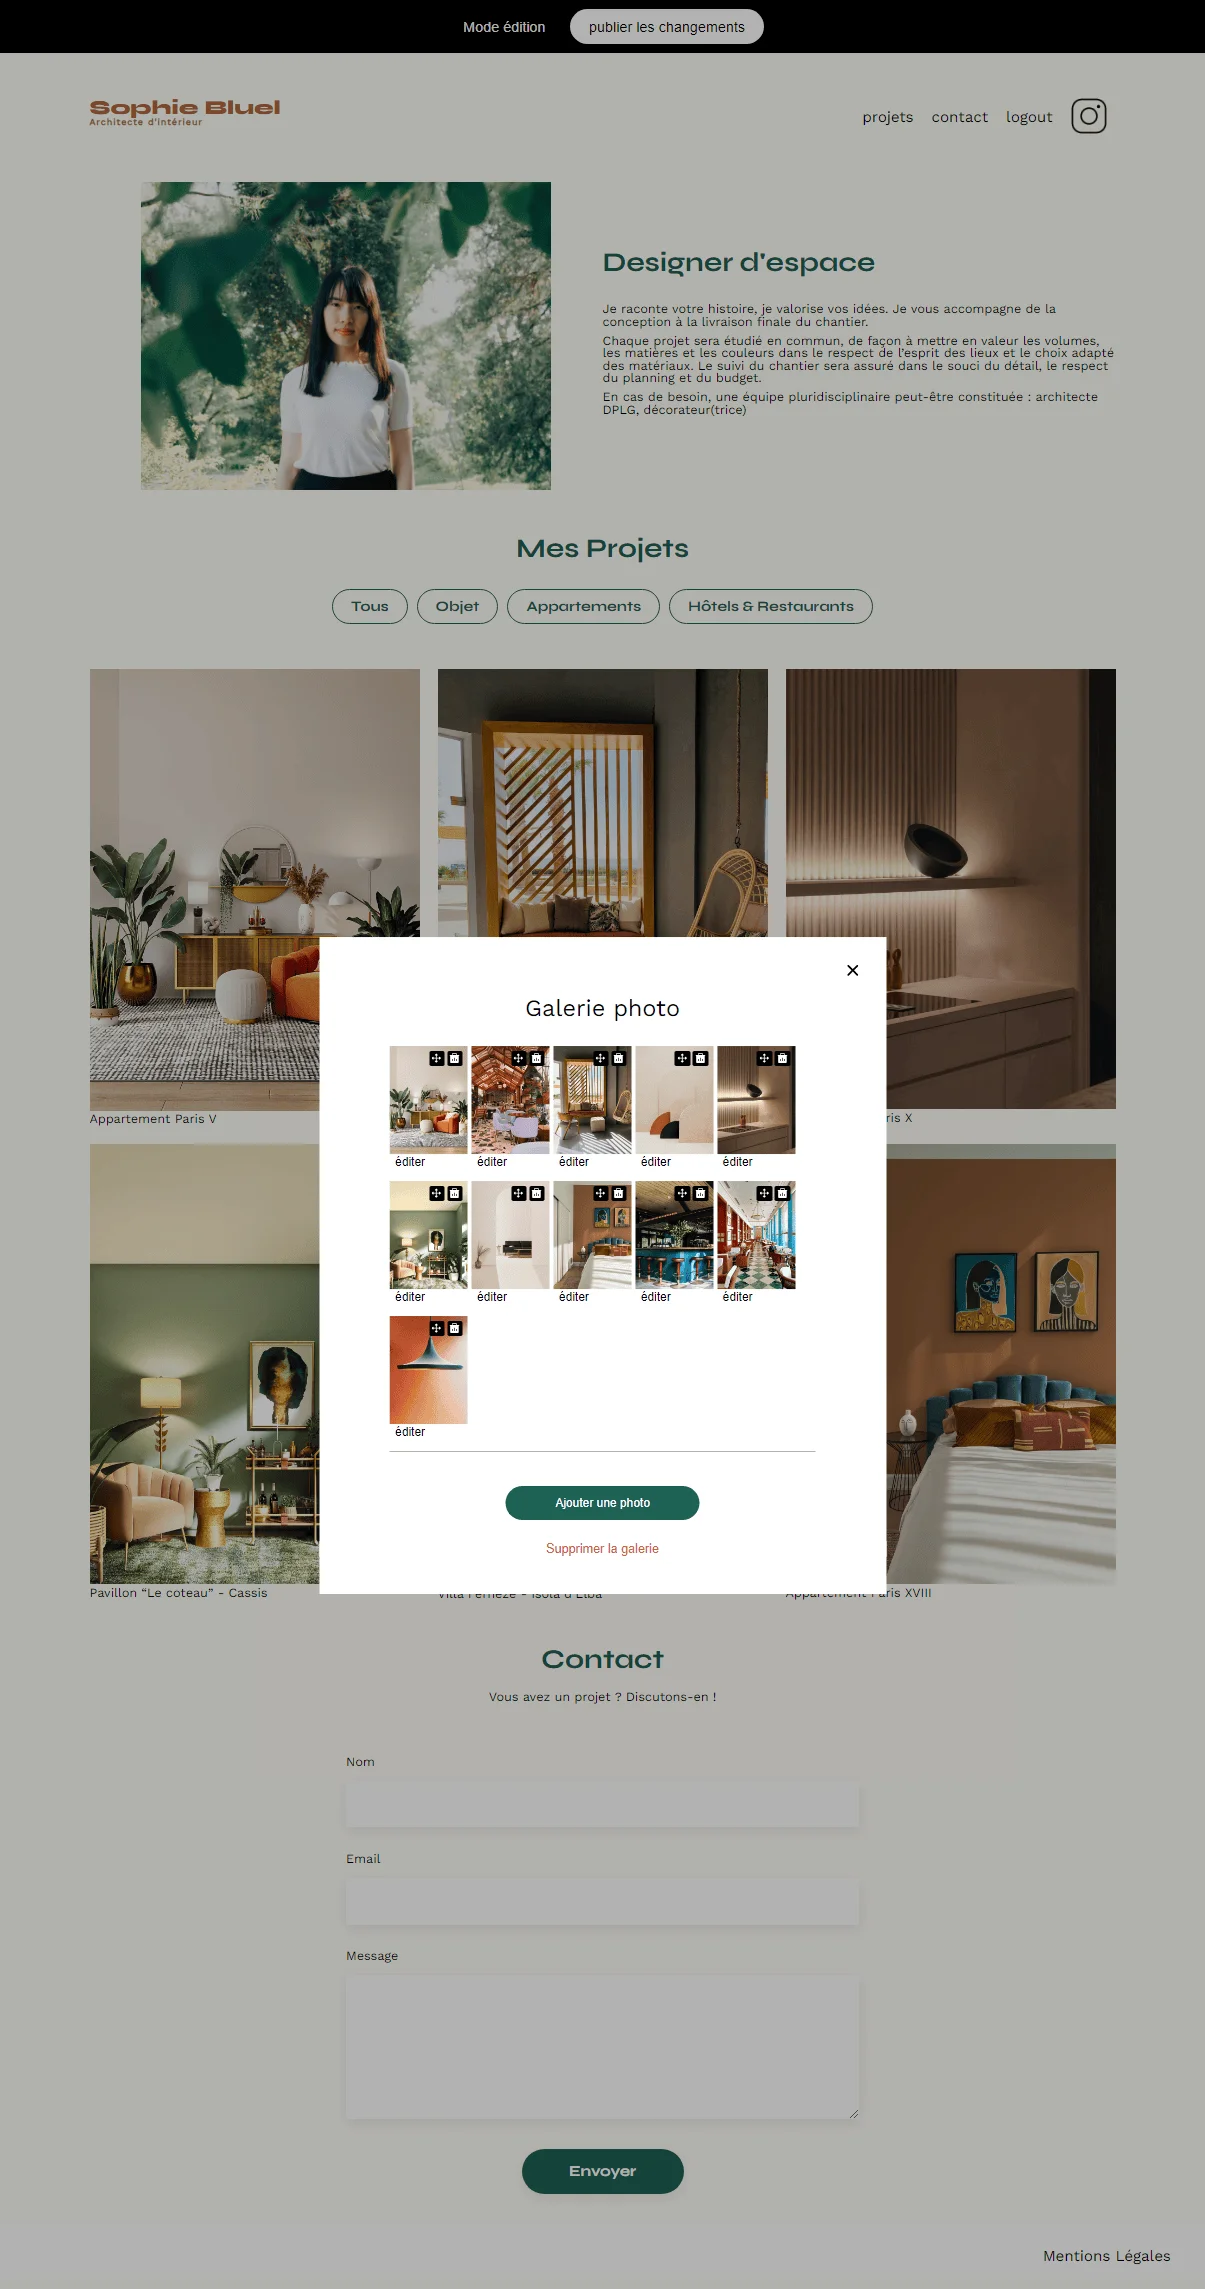 Mode édition publier les changements
Sophie Bluel
Architecte d'intérieur
projets contact logout
Designer d'espace
Je raconte votre histoire, je valorise vos idées. Je vous accompagne de la
conception à la livraison finale du chantier.
Chaque projet sera étudié en commun, de façon à mettre en valeur les volumes,
les matières et les couleurs dans le respect de l’esprit des lieux et le choix adapté
des matériaux. Le suivi du chantier sera assuré dans le souci du détail, le respect
du planning et du budget.
En cas de besoin, une équipe pluridisciplinaire peut-être constituée : architecte
DPLG, décorateur(trice)
Mes Projets
Tous Objet Appartements Hôtels & Restaurants
Galerie photo
éditer éditer éditer éditer éditer
éditer éditer éditer éditer éditer
éditer
Ajouter une photo
Supprimer la galerie
Appartement Paris V
ris X
Pavillon “Le coteau” - Cassis
Villa Ferneze - Isola d’Elba
Appartement Paris XVIII
Contact
Vous avez un projet ? Discutons-en !
Nom
Email
Message
Envoyer
Mentions Légales